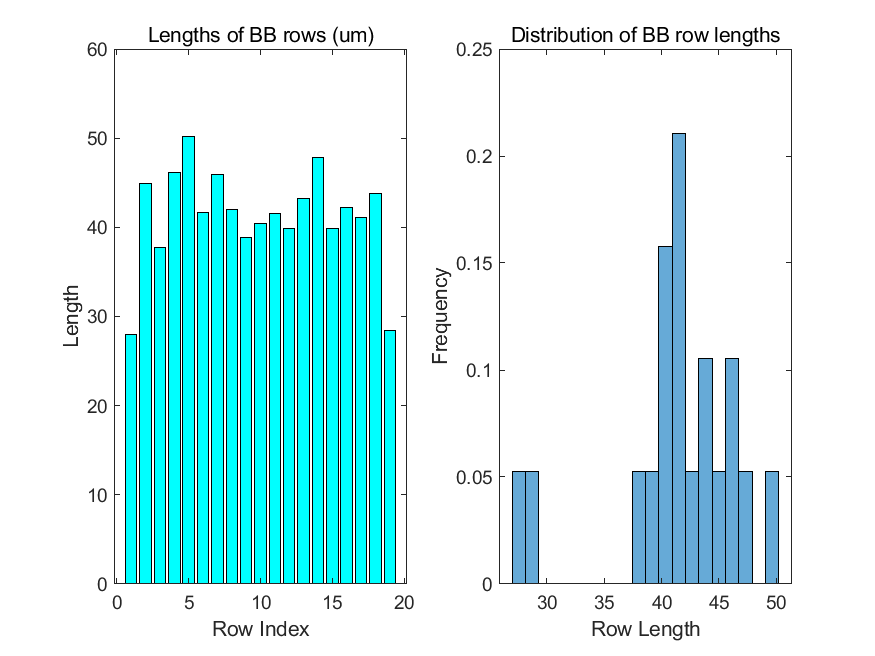 Lengths of BB rows (um)
60
50
40
30
20
10
0
Length
0 5 10 15 20
Row Index
Distribution of BB row lengths
0.25
0.2
0.15
0.1
0.05
0
Frequency
30 35 40 45 50
Row Length